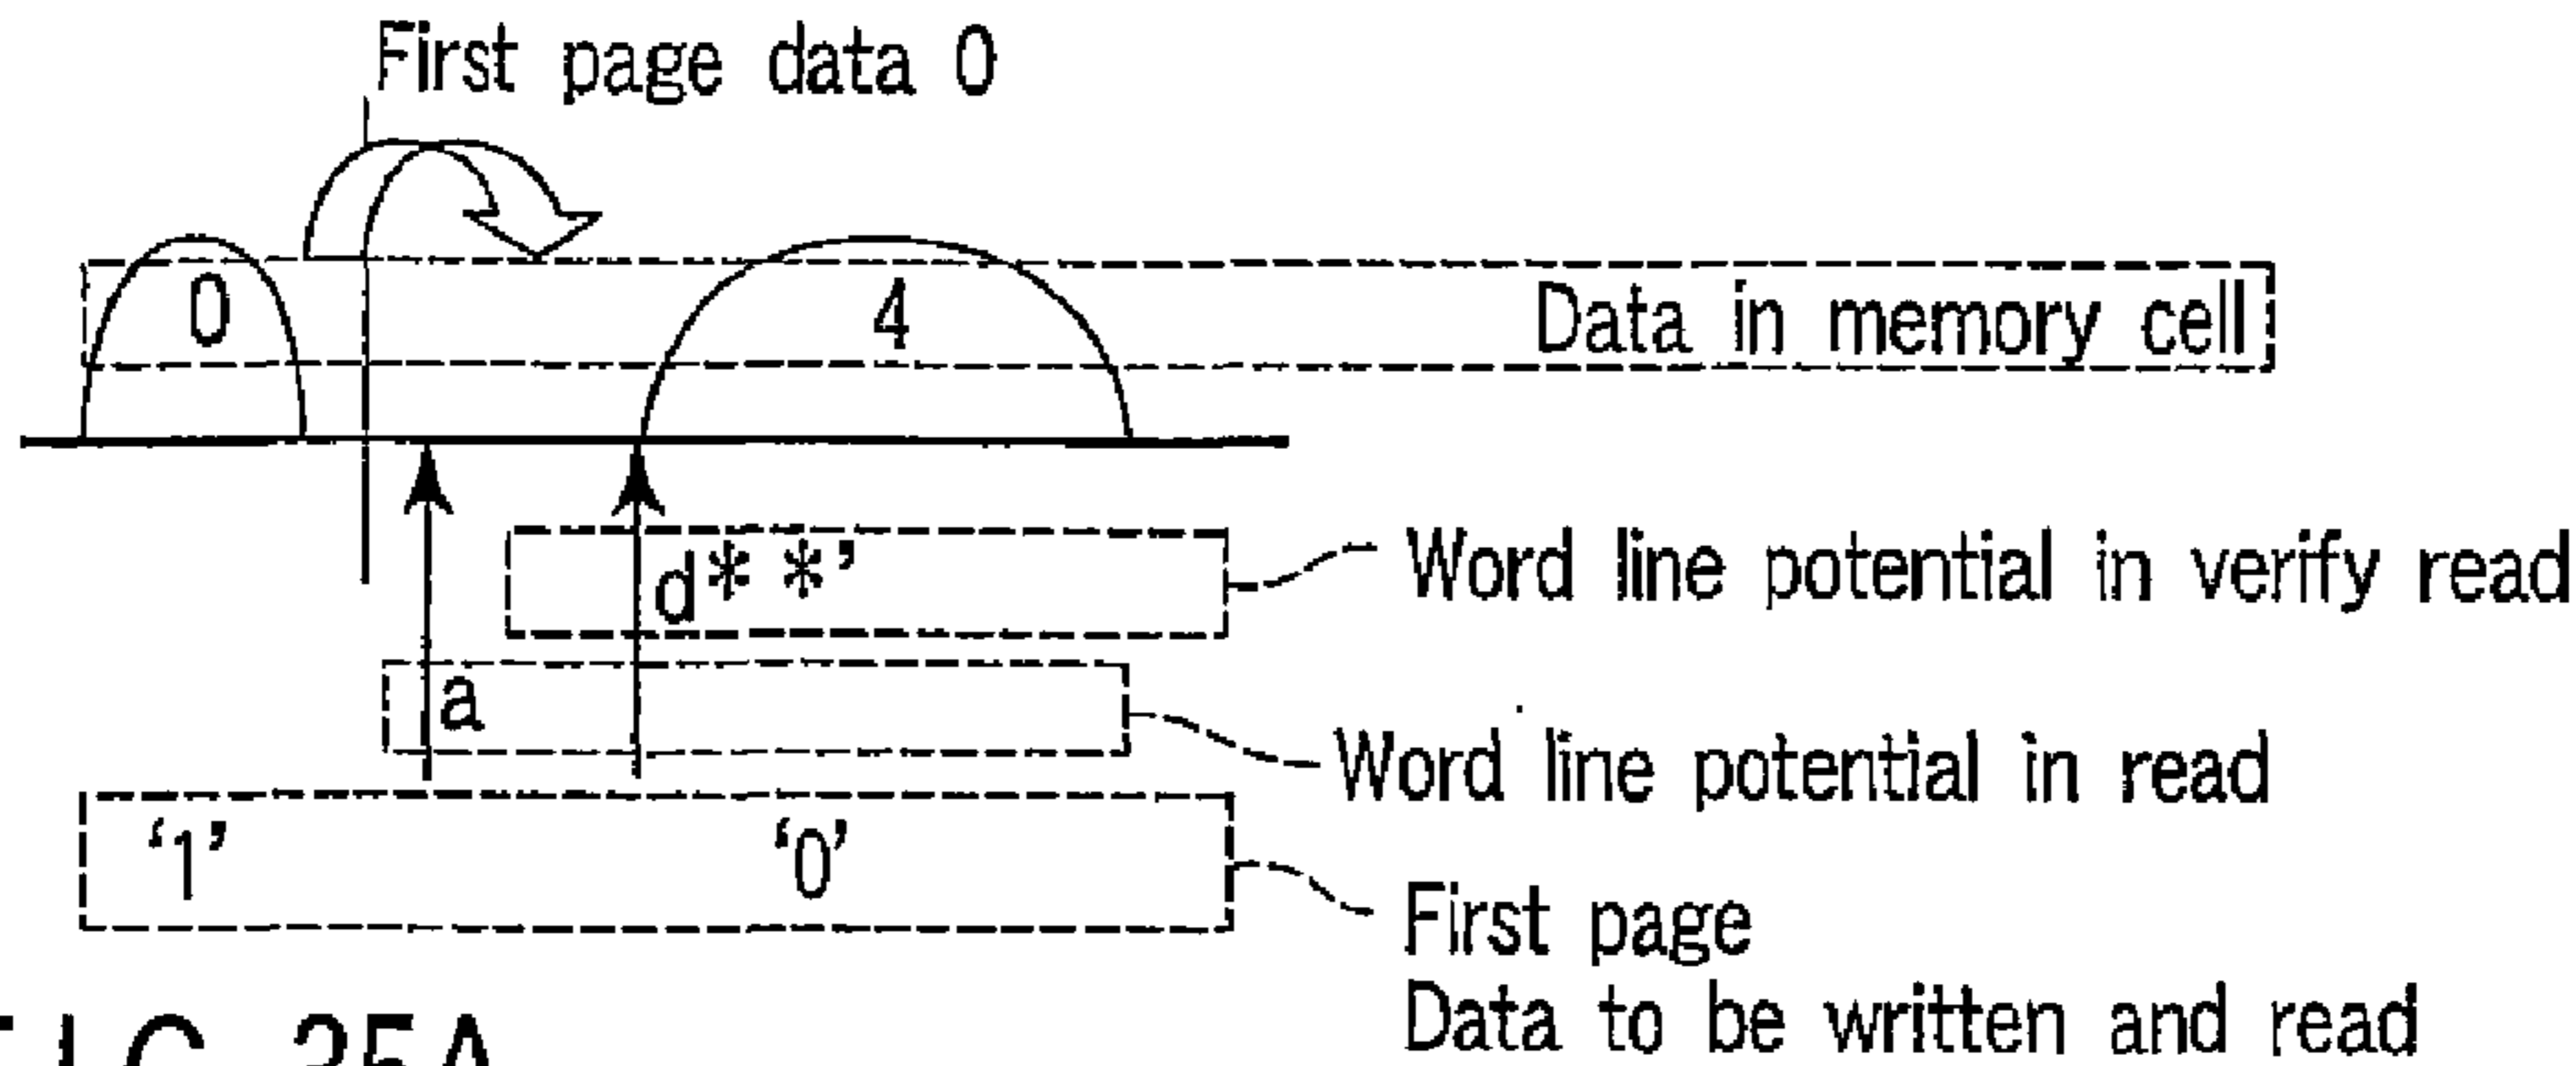 First page data 0
0 4 Data in memory cell
d**’ Word line potential in verify read
a Word line potential in read
‘1’ ‘0’
First page
Data to be written and read